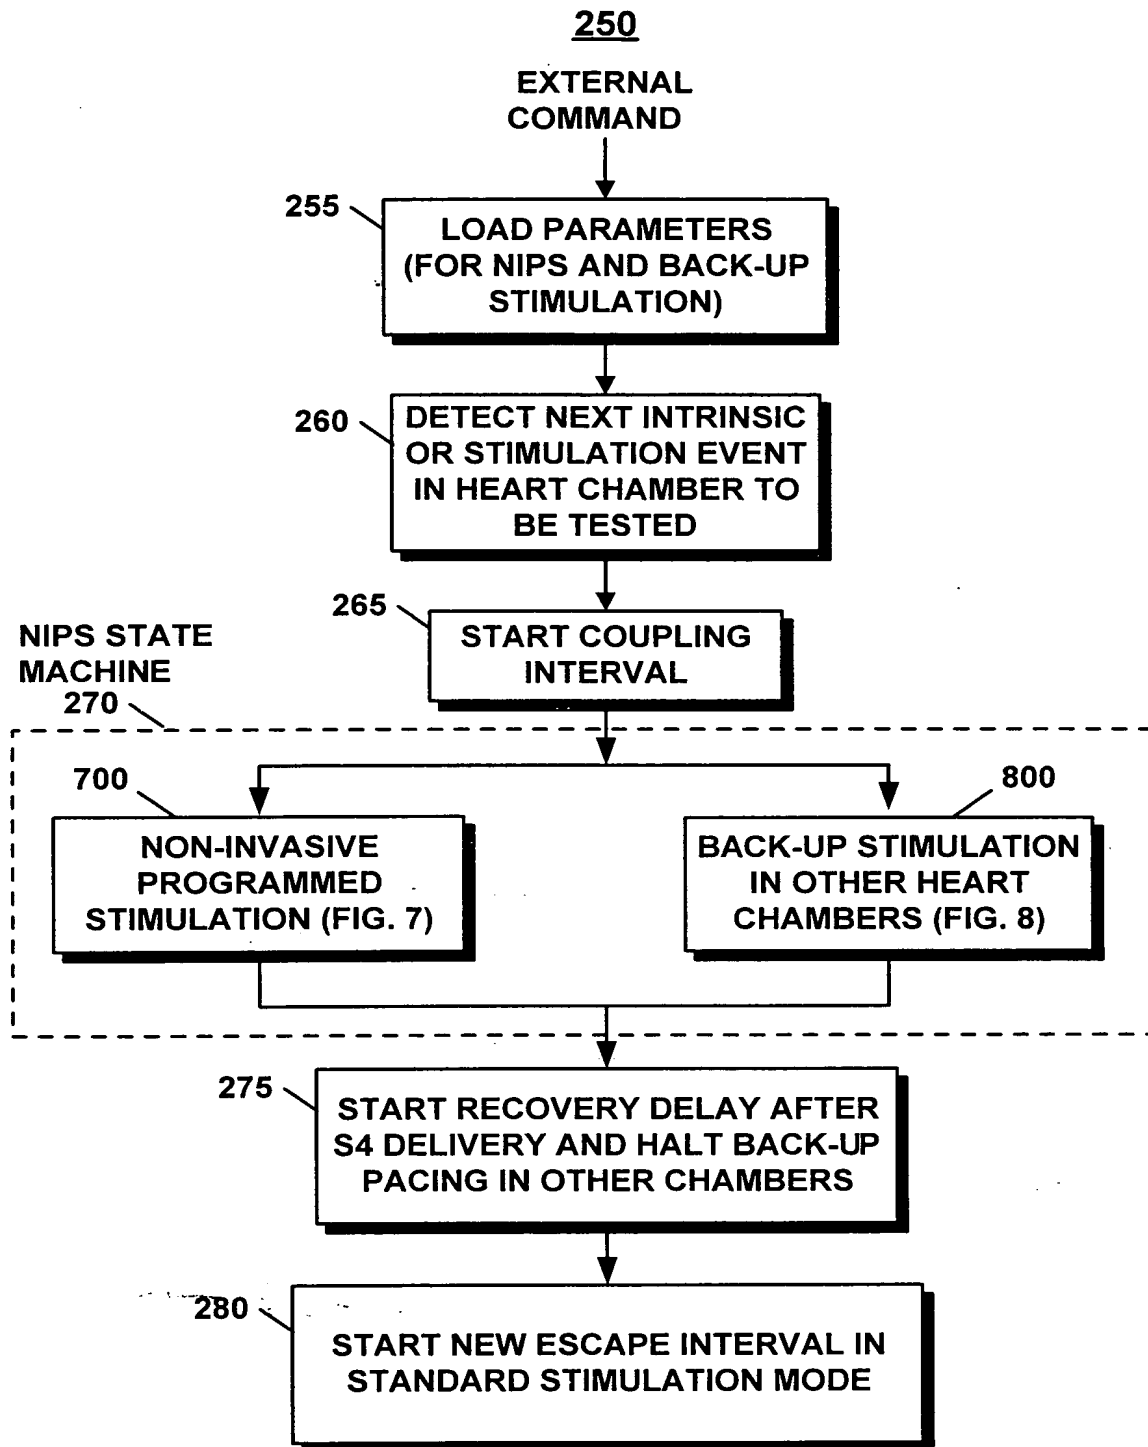 250
EXTERNAL
COMMAND
255
LOAD PARAMETERS
(FOR NIPS AND BACK-UP
STIMULATION)
260
DETECT NEXT INTRINSIC
OR STIMULATION EVENT
IN HEART CHAMBER TO
BE TESTED
265
START COUPLING
INTERVAL
NIPS STATE
MACHINE
270
700
NON-INVASIVE
PROGRAMMED
STIMULATION (FIG. 7)
800
BACK-UP STIMULATION
IN OTHER HEART
CHAMBERS (FIG. 8)
275
START RECOVERY DELAY AFTER
S4 DELIVERY AND HALT BACK-UP
PACING IN OTHER CHAMBERS
280
START NEW ESCAPE INTERVAL IN
STANDARD STIMULATION MODE